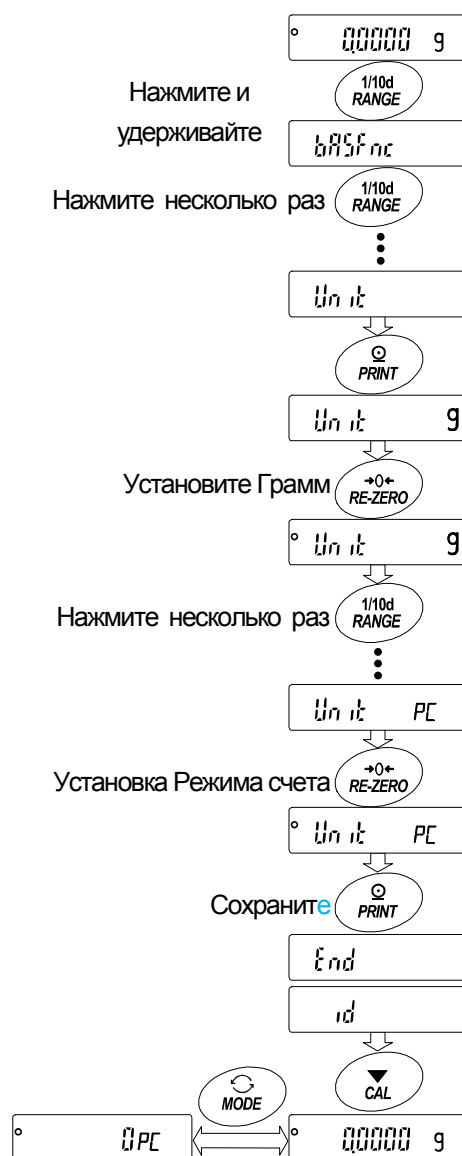 0.0000 g
1/10d
RANGE
Нажмите и
удерживайте
bASFnc
1/10d
RANGE
Нажмите несколько раз
Unit
PRINT
Unit g
→0←
RE-ZERO
Установите Грамм
Unit g
1/10d
RANGE
Нажмите несколько раз
Unit PC
→0←
RE-ZERO
Установка Режима счета
Unit PC
Сохраните
PRINT
End
id
CAL
MODE
0 PC
0.0000 g